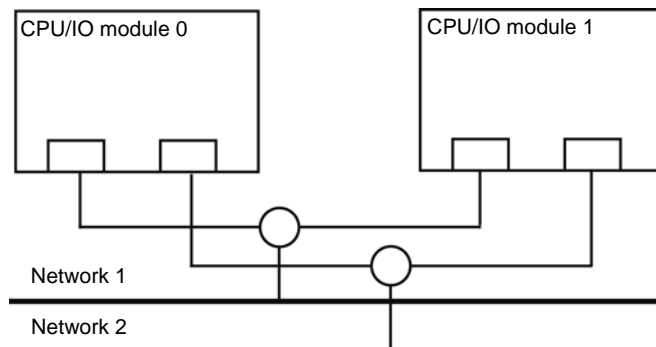 CPU/IO module 0
CPU/IO module 1
Network 1
Network 2